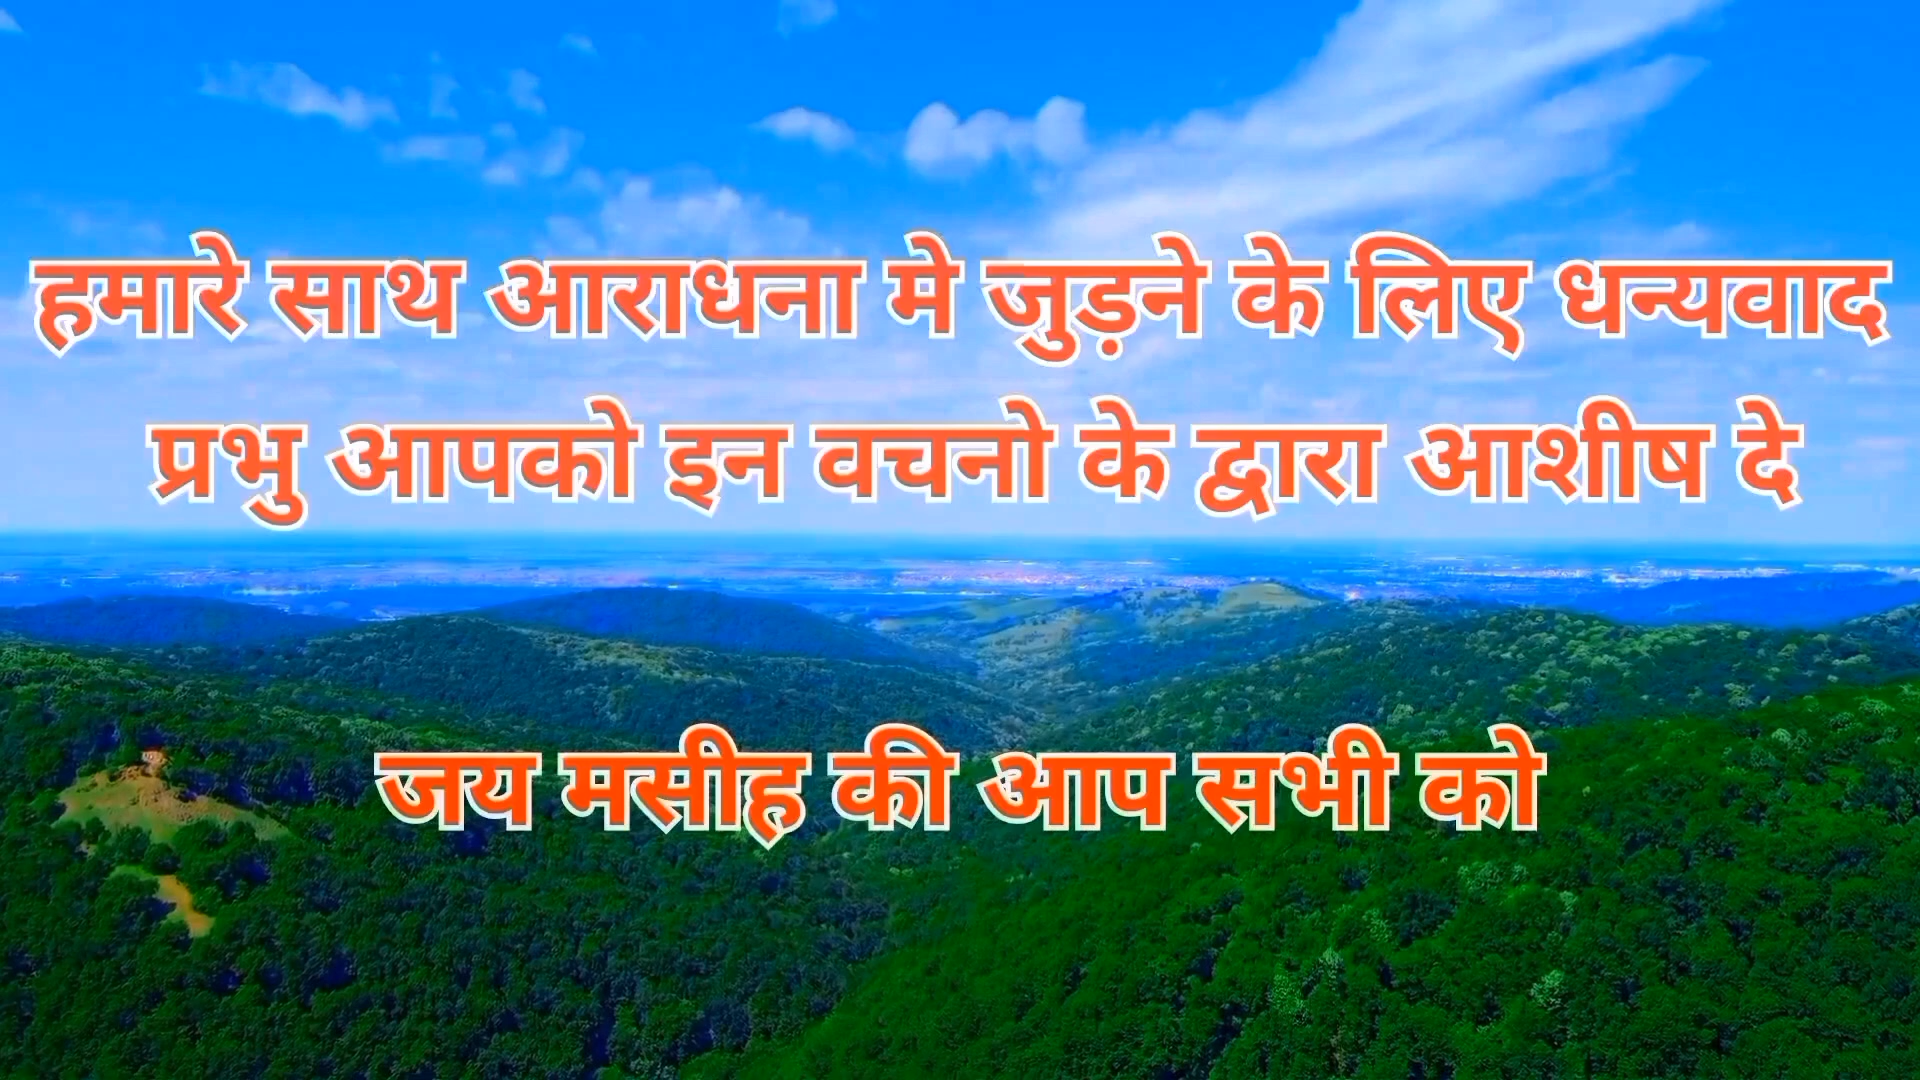 हमारे साथ आराधना मे जुड़ने के लिए धन्यवाद
प्रभु आपको इन वचनो के द्वारा आशीष दे
जय मसीह की आप सभी को